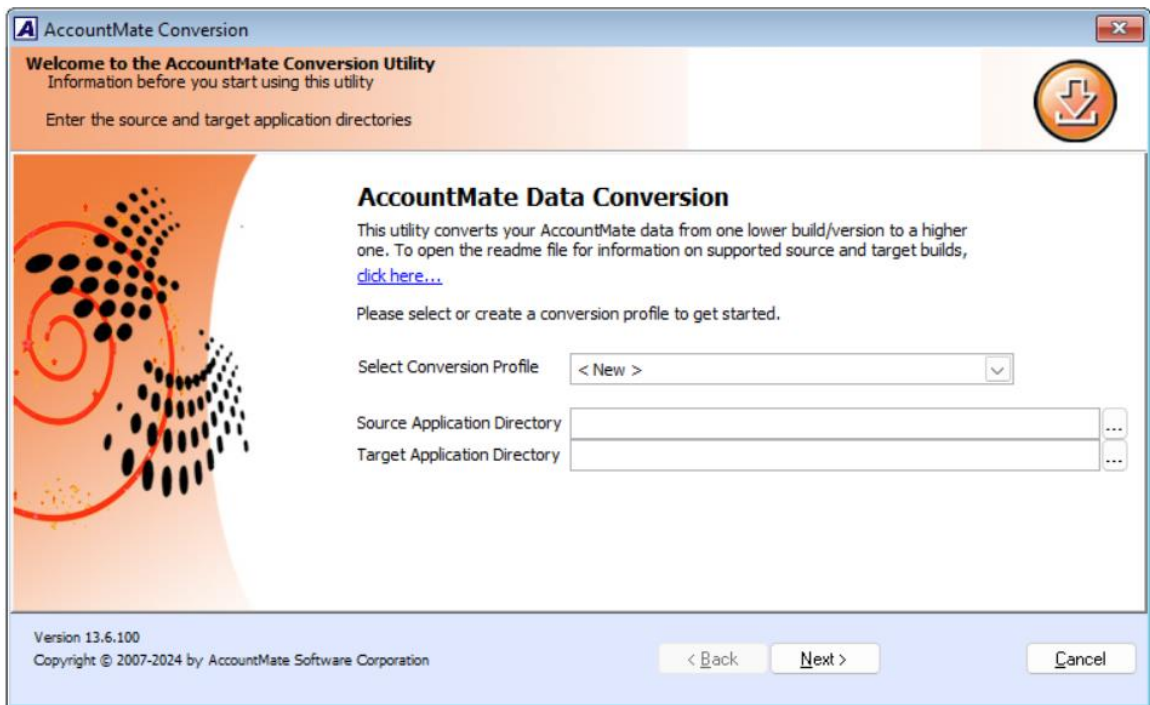 AccountMate Conversion
Welcome to the AccountMate Conversion Utility
Information before you start using this utility
Enter the source and target application directories
AccountMate Data Conversion
This utility converts your AccountMate data from one lower build/version to a higher
one. To open the readme file for information on supported source and target builds,
click here...
Please select or create a conversion profile to get started.
Select Conversion Profile
< New >
Source Application Directory
...
Target Application Directory
...
Version 13.6.100
Copyright © 2007-2024 by AccountMate Software Corporation
< Back
Next >
Cancel